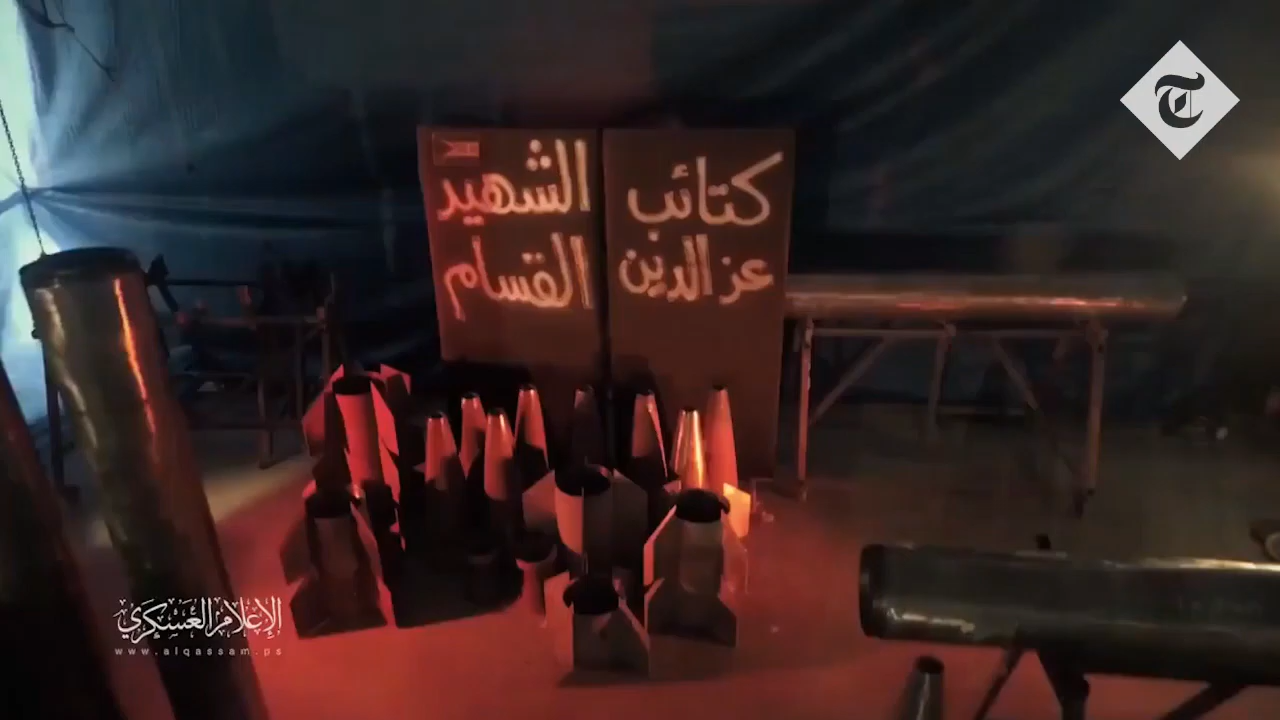 كتائب الشهيد
عز الدين القسام
الإعلام العسكري
www.alqassam.ps
T